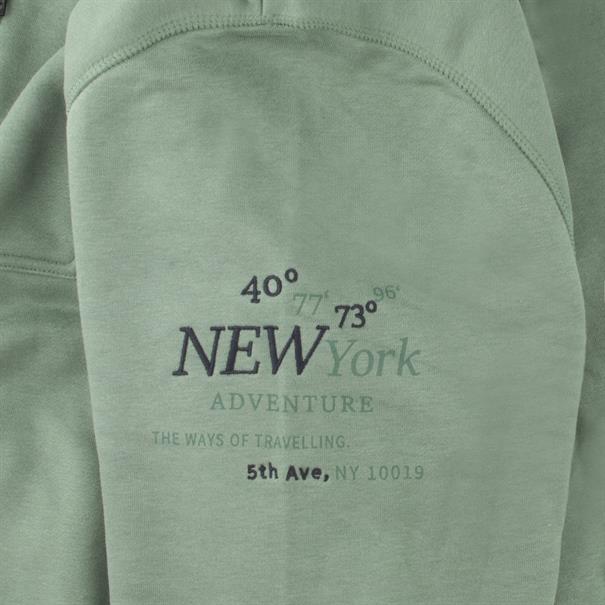 40° 77‘ 73° 96‘
NEW York
ADVENTURE
THE WAYS OF TRAVELLING.
5th Ave, NY 10019